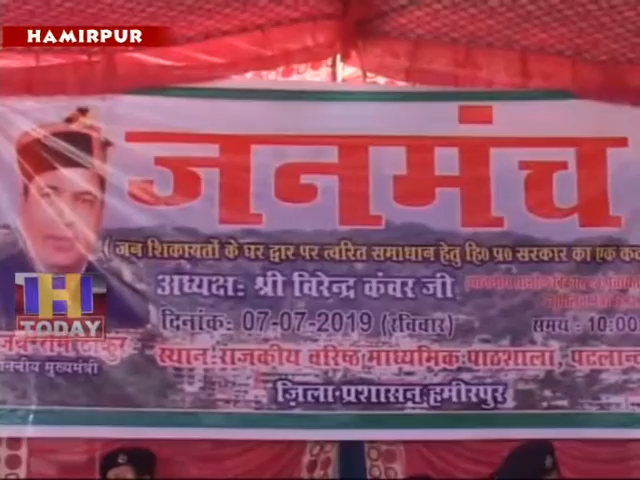 HAMIRPUR
जनमंच
( जन शिकायतों के घर द्वार पर त्वरित समाधान हेतु हि० प्र० सरकार का एक
अध्यक्ष: श्री विरेन्द्र कंवर जी
दिनांक: 07-07-2019 (रविवार)
समय: 10:00
स्थान: राजकीय वरिष्ठ माध्यमिक पाठशाला,
जिला प्रशासन हमीरपुर
H
TODAY
मुख्यमंत्री